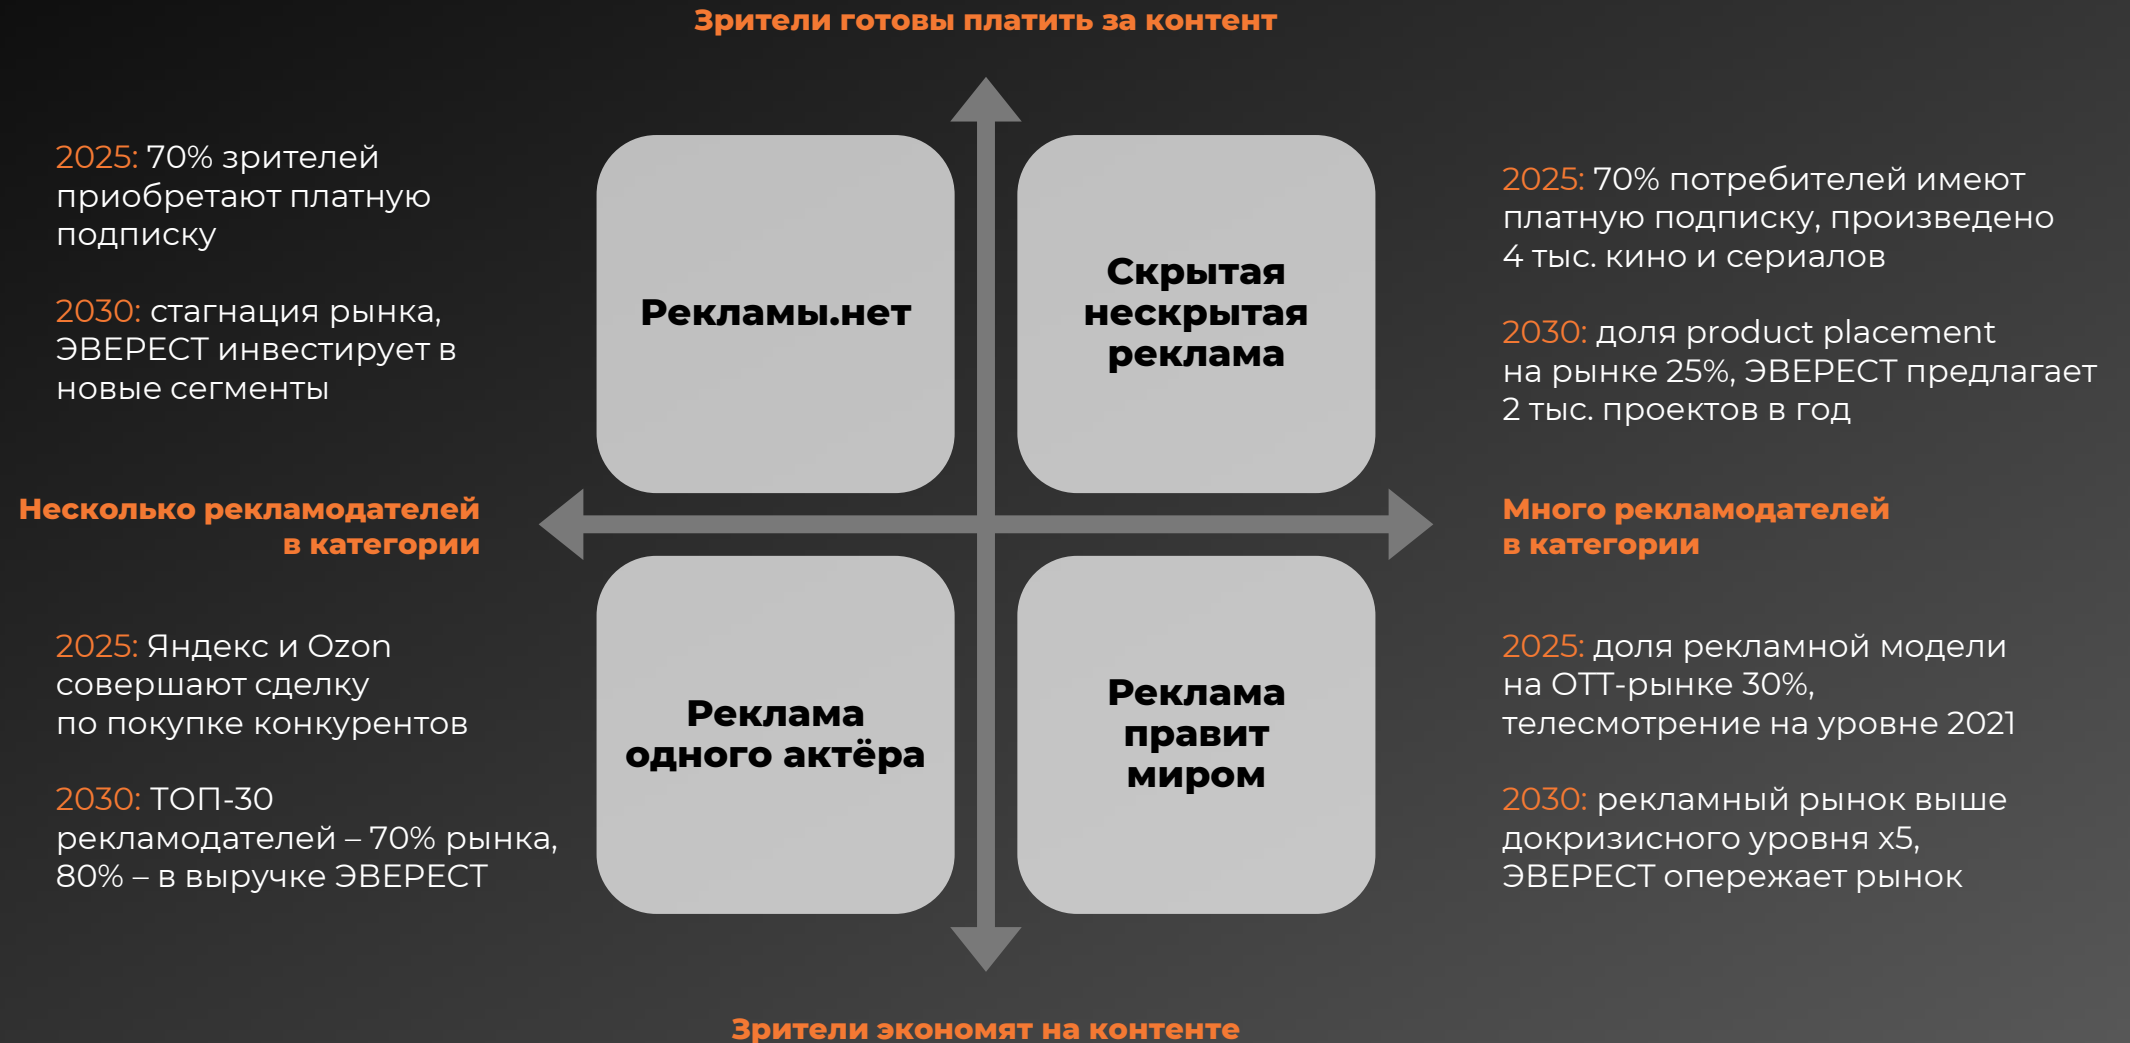 Зрители готовы платить за контент
2025: 70% зрителей
приобретают платную
подписку
2030: стагнация рынка,
ЭВЕРЕСТ инвестирует в
новые сегменты
Рекламы.нет
Скрытая
нескрытая
реклама
2025: 70% потребителей имеют
платную подписку, произведено
4 тыс. кино и сериалов
2030: доля product placement
на рынке 25%, ЭВЕРЕСТ предлагает
2 тыс. проектов в год
Несколько рекламодателей
в категории
Много рекламодателей
в категории
2025: Яндекс и Ozon
совершают сделку
по покупке конкурентов
2030: ТОП-30
рекламодателей – 70% рынка,
80% – в выручке ЭВЕРЕСТ
Реклама
одного актёра
Реклама
правит
миром
2025: доля рекламной модели
на ОТТ-рынке 30%,
телесмотрение на уровне 2021
2030: рекламный рынок выше
докризисного уровня х5,
ЭВЕРЕСТ опережает рынок
Зрители экономят на контенте